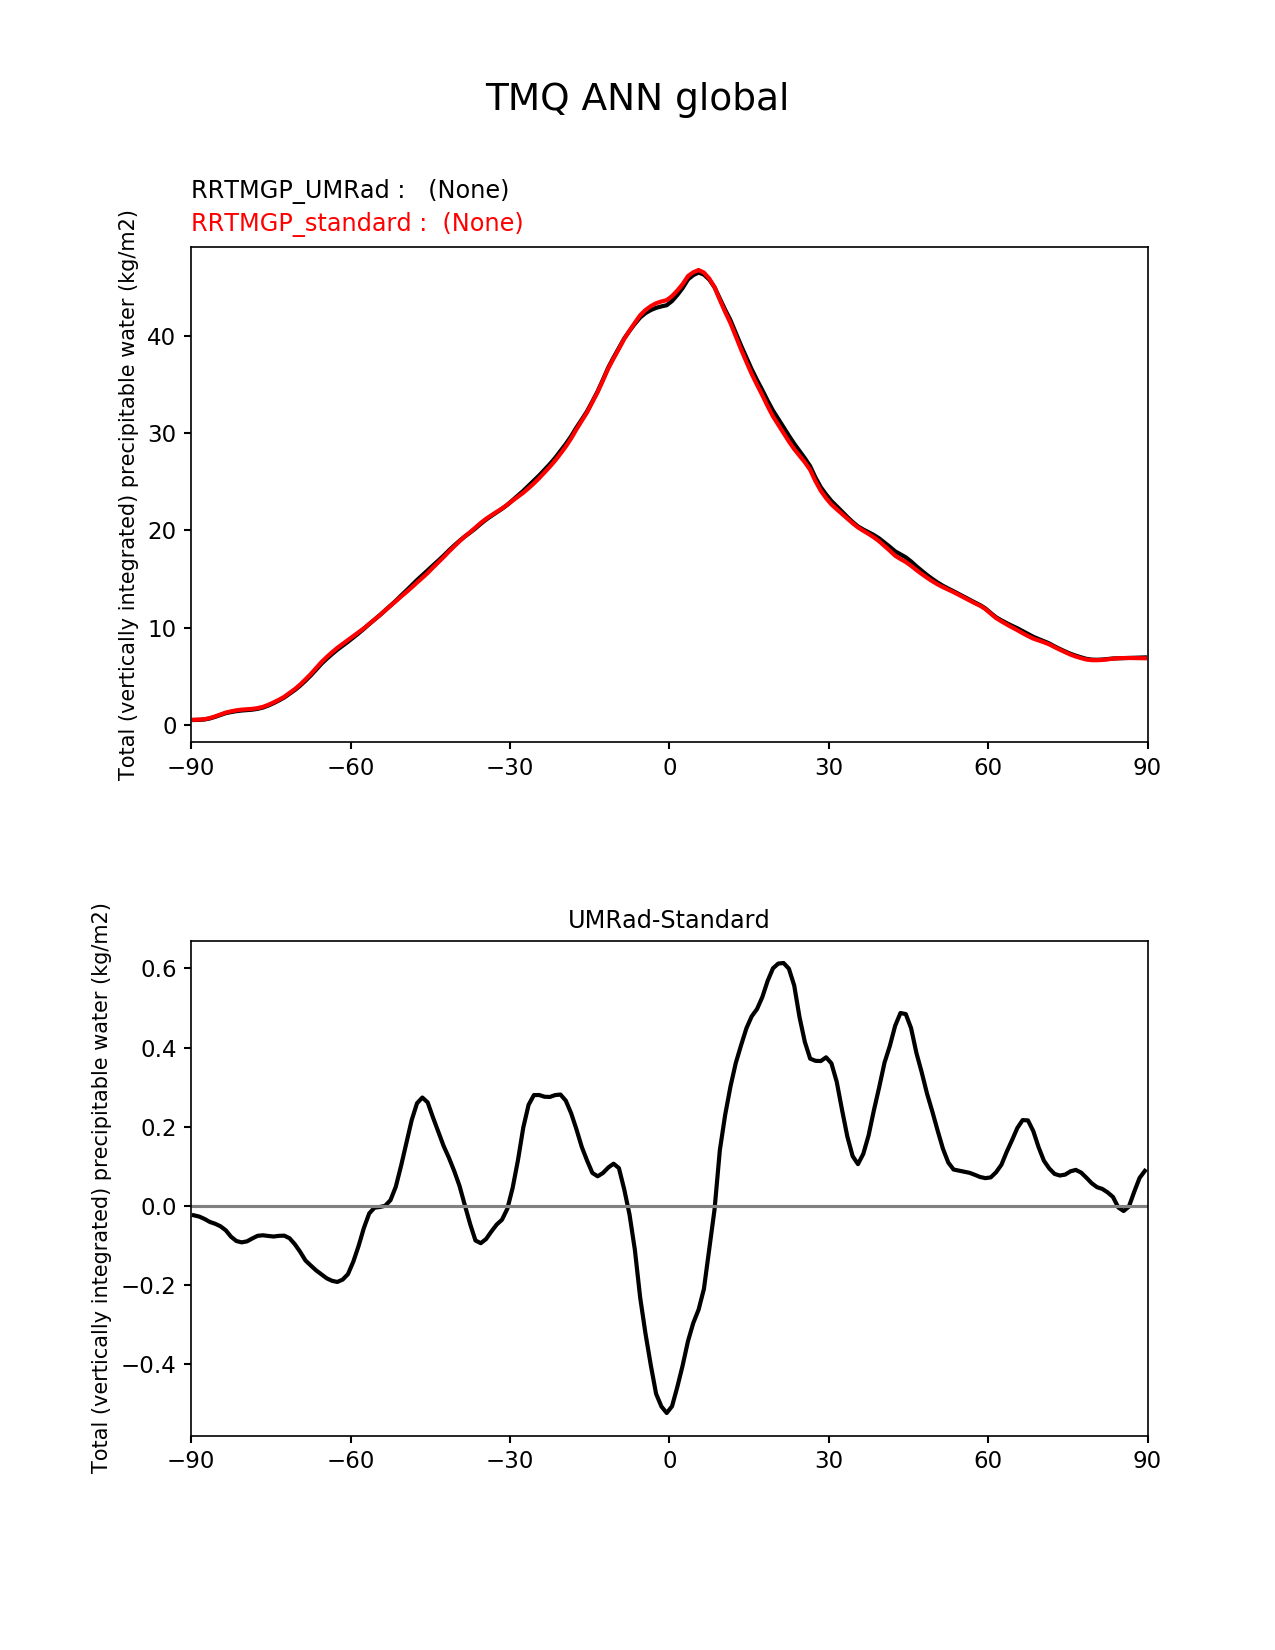 TMQ ANN global
RRTMGP_UMRad :   (None)
RRTMGP_standard :  (None)
Total (vertically integrated) precipitable water (kg/m2)
40
30
20
10
0
−90 −60 −30 0 30 60 90
UMRad-Standard
Total (vertically integrated) precipitable water (kg/m2)
0.6
0.4
0.2
0.0
−0.2
−0.4
−90 −60 −30 0 30 60 90